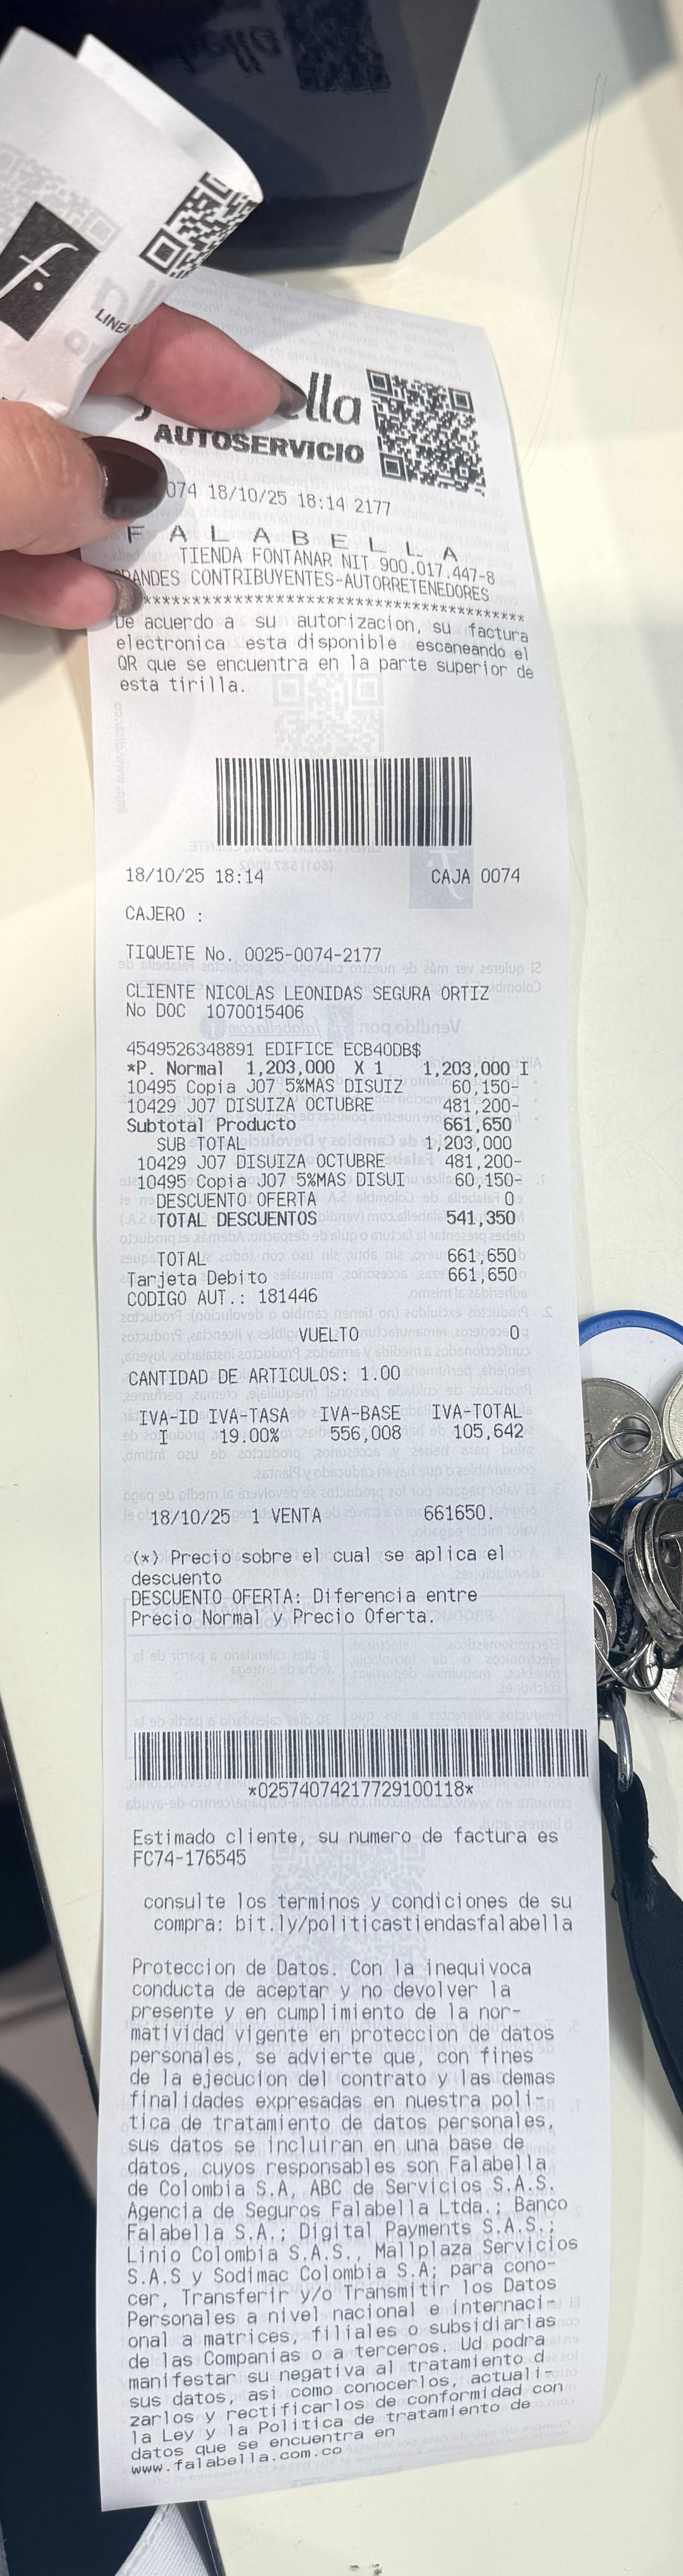 LINEA
lla
AUTOSERVICIO
074 18/10/25 18:14 2177
F A L A B E L L A
TIENDA FONTANAR NIT 900.017.447-8
GRANDES CONTRIBUYENTES-AUTORRETENEDORES
****************************************
De acuerdo a su autorizacion, su factura
electronica esta disponible escaneando el
QR que se encuentra en la parte superior de
esta tirilla.
18/10/25 18:14 CAJA 0074
CAJERO :
TIQUETE No. 0025-0074-2177
CLIENTE NICOLAS LEONIDAS SEGURA ORTIZ
No DOC 1070015406
4549526348891 EDIFICE ECB40DB$
*P. Normal 1,203,000 X 1 1,203,000 I
10495 Copia J07 5%MAS DISUIZ 60,150-
10429 J07 DISUIZA OCTUBRE 481,200-
Subtotal Producto 661,650
SUB TOTAL 1,203,000
10429 J07 DISUIZA OCTUBRE 481,200-
10495 Copia J07 5%MAS DISUI 60,150-
DESCUENTO OFERTA 0
TOTAL DESCUENTOS 541,350
TOTAL 661,650
Tarjeta Debito 661,650
CODIGO AUT.: 181446
VUELTO 0
CANTIDAD DE ARTICULOS: 1.00
IVA-ID IVA-TASA IVA-BASE IVA-TOTAL
I 19.00% 556,008 105,642
18/10/25 1 VENTA 661650.
(*) Precio sobre el cual se aplica el
descuento
DESCUENTO OFERTA: Diferencia entre
Precio Normal y Precio Oferta.
*02574074217729100118*
Estimado cliente, su numero de factura es
FC74-176545
consulte los terminos y condiciones de su
compra: bit.ly/politicastiendasfalabella
Proteccion de Datos. Con la inequivoca
conducta de aceptar y no devolver la
presente y en cumplimiento de la nor-
matividad vigente en proteccion de datos
personales, se advierte que, con fines
de la ejecucion del contrato y las demas
finalidades expresadas en nuestra poli-
tica de tratamiento de datos personales,
sus datos se incluiran en una base de
datos, cuyos responsables son Falabella
de Colombia S.A, ABC de Servicios S.A.S.
Agencia de Seguros Falabella Ltda.; Banco
Falabella S.A.; Digital Payments S.A.S.;
Linio Colombia S.A.S., Mallplaza Servicios
S.A.S y Sodimac Colombia S.A; para cono-
cer, Transferir y/o Transmitir los Datos
Personales a nivel nacional e internaci-
onal a matrices, filiales o subsidiarias
de las Companias o a terceros. Ud podra
manifestar su negativa al tratamiento d
sus datos, asi como conocerlos, actuali-
zarlos y rectificarlos de conformidad con
la Ley y la Politica de tratamiento de
datos que se encuentra en
www.falabella.com.co